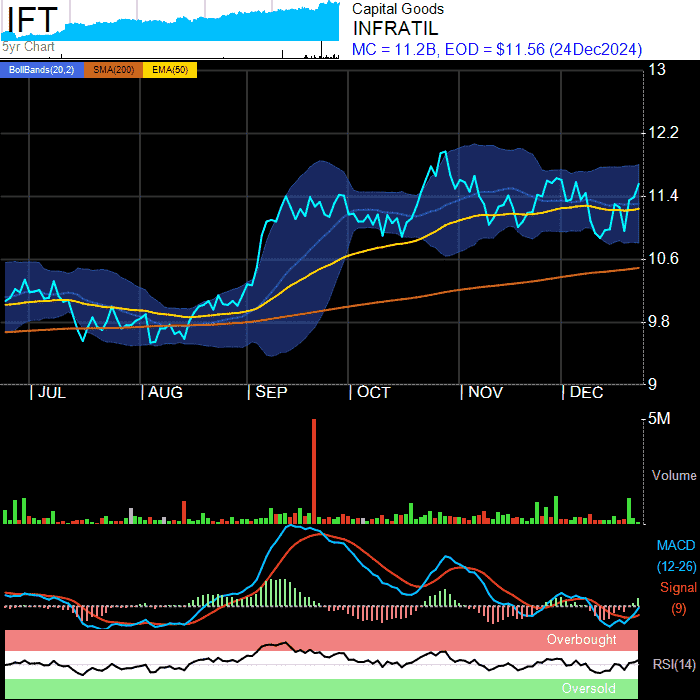 IFT
5yr Chart
Capital Goods
INFRATIL
MC = 11.2B, EOD = $11.56 (24Dec2024)
BollBands(20,2) SMA(200) EMA(50)
13
12.2
11.4
10.6
9.8
9
JUL AUG SEP OCT NOV DEC
5M
Volume
MACD
(12-26)
Signal
(9)
Overbought
RSI(14)
Oversold